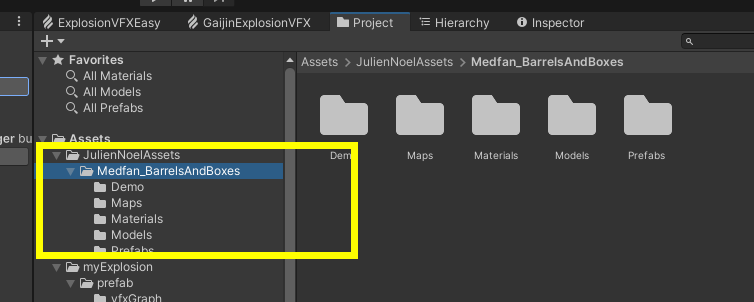 ExplosionVFXEasy
GaijinExplosionVFX
Project
Hierarchy
Inspector
Favorites
All Materials
All Models
All Prefabs
ger bu
Assets
JulienNoelAssets
Medfan_BarrelsAndBoxes
Demo
Maps
Materials
Models
Prefabs
myExplosion
prefab
vfxGraph
Assets > JulienNoelAssets > Medfan_BarrelsAndBoxes
Dem
Maps
Materials
Models
Prefabs